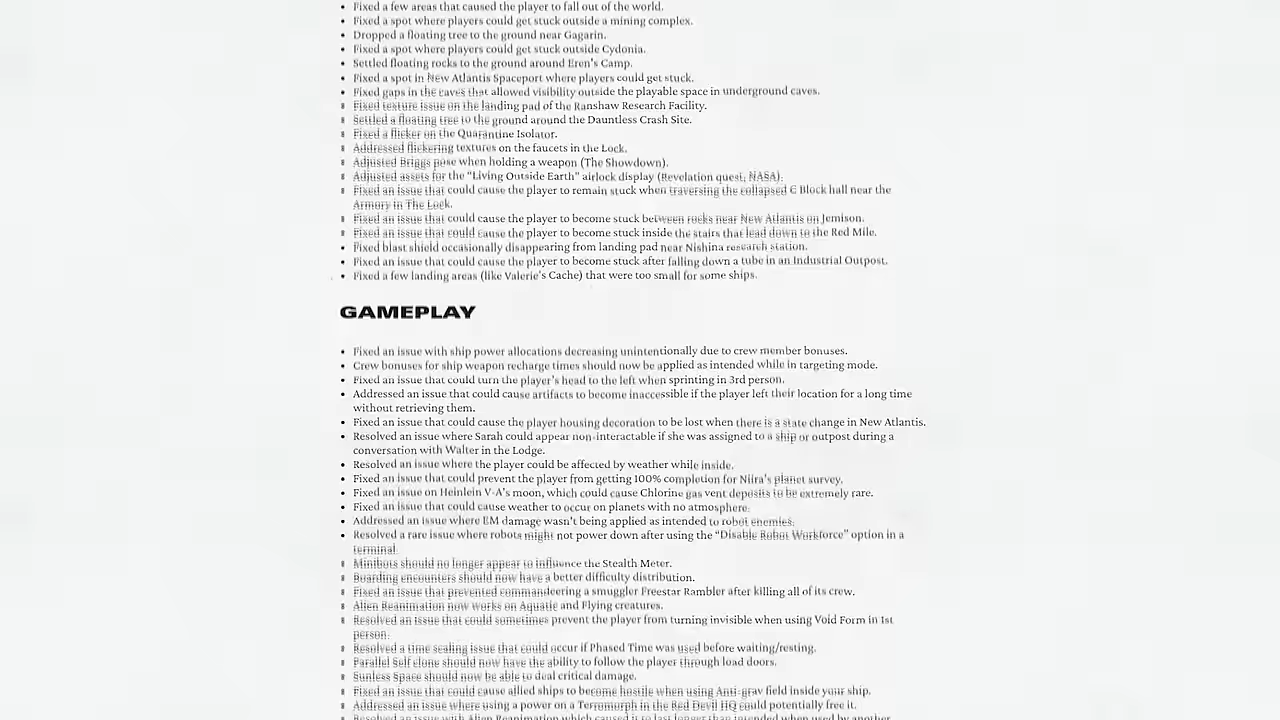 • Fixed a few areas that caused the player to fall out of the world.
• Fixed a spot where players could get stuck outside a mining complex.
• Dropped a floating tree to the ground near Gagarin.
• Fixed a spot where players could get stuck outside Cydonia.
• Settled floating rocks to the ground around Eren's Camp.
• Fixed a spot in New Atlantis Spaceport where players could get stuck.
• Fixed gaps in the caves that allowed visibility outside the playable space in underground caves.
• Fixed texture issue on the landing pad of the Ranshaw Research Facility.
• Settled a floating tree to the ground around the Dauntless Crash Site.
• Fixed a flicker on the Quarantine Isolator.
• Addressed flickering textures on the faucets in the Lock.
• Adjusted Briggs pose when holding a weapon (The Showdown).
• Adjusted assets for the “Living Outside Earth” airlock display (Revelation quest, NASA).
• Fixed an issue that could cause the player to remain stuck when traversing the collapsed C Block hall near the
Armory in The Lock.
• Fixed an issue that could cause the player to become stuck between rocks near New Atlantis on Jemison.
• Fixed an issue that could cause the player to become stuck inside the stairs that lead down to the Red Mile.
• Fixed blast shield occasionally disappearing from landing pad near Nishina research station.
• Fixed an issue that could cause the player to become stuck after falling down a tube in an Industrial Outpost.
• Fixed a few landing areas (like Valerie's Cache) that were too small for some ships.
GAMEPLAY
• Fixed an issue with ship power allocations decreasing unintentionally due to crew member bonuses.
• Crew bonuses for ship weapon recharge times should now be applied as intended while in targeting mode.
• Fixed an issue that could turn the player's head to the left when sprinting in 3rd person.
• Addressed an issue that could cause artifacts to become inaccessible if the player left their location for a long time
without retrieving them.
• Fixed an issue that could cause the player housing decoration to be lost when there is a state change in New Atlantis.
• Resolved an issue where Sarah could appear non-interactable if she was assigned to a ship or outpost during a
conversation with Walter in the Lodge.
• Resolved an issue where the player could be affected by weather while inside.
• Fixed an issue that could prevent the player from getting 100% completion for Niira's planet survey.
• Fixed an issue on Heinlein V-A's moon, which could cause Chlorine gas vent deposits to be extremely rare.
• Fixed an issue that could cause weather to occur on planets with no atmosphere.
• Addressed an issue where EM damage wasn't being applied as intended to robot enemies.
• Resolved a rare issue where robots might not power down after using the “Disable Robot Workforce” option in a
terminal.
• Minibots should no longer appear to influence the Stealth Meter.
• Boarding encounters should now have a better difficulty distribution.
• Fixed an issue that prevented commandeering a smuggler Freestar Rambler after killing all of its crew.
• Alien Reanimation now works on Aquatic and Flying creatures.
• Resolved an issue that could sometimes prevent the player from turning invisible when using Void Form in 1st
person.
• Resolved a time scaling issue that could occur if Phased Time was used before waiting/resting.
• Parallel Self clone should now have the ability to follow the player through load doors.
• Sunless Space should now be able to deal critical damage.
• Fixed an issue that could cause allied ships to become hostile when using Anti-grav field inside your ship.
• Addressed an issue where using a power on a Terromorph in the Red Devil HQ could potentially free it.
• Resolved an issue with Alien Reanimation which caused it to last longer than intended when used by another